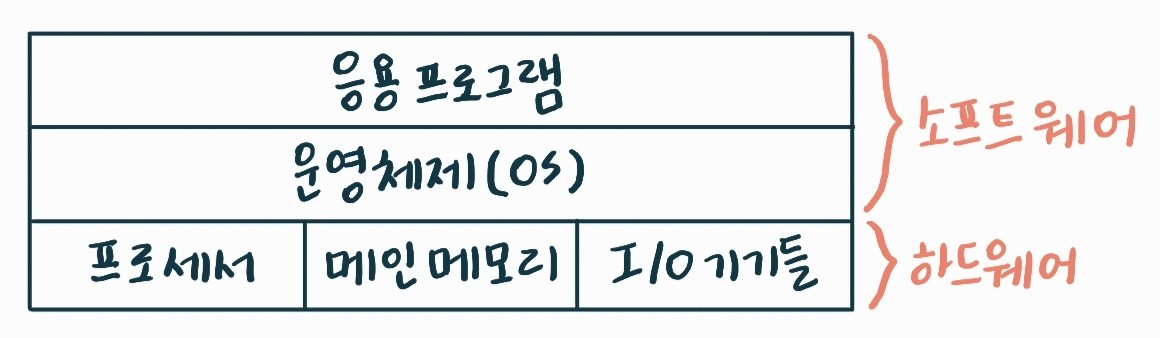 응용 프로그램
소프트웨어
운영체제(OS)
프로세서
메인 메모리
I/O 기기들
하드웨어